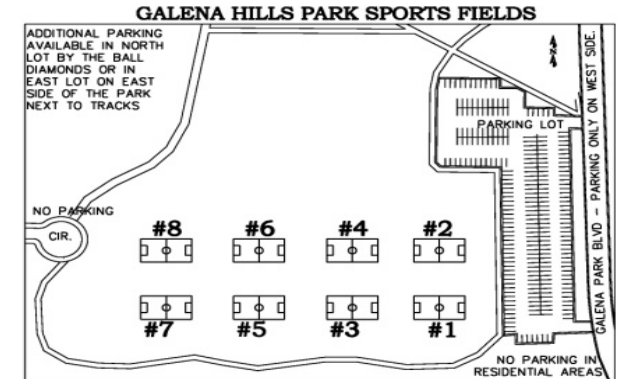 GALENA HILLS PARK SPORTS FIELDS
ADDITIONAL PARKING
AVAILABLE IN NORTH
LOT BY THE BALL
DIAMONDS OR IN
EAST LOT ON EAST
SIDE OF THE PARK
NEXT TO TRACKS
N
PARKING LOT
GALENA PARK BLVD - PARKING ONLY ON WEST SIDE.
NO PARKING
CIR.
#8 #6 #4 #2
#7 #5 #3 #1
NO PARKING IN
RESIDENTIAL AREAS